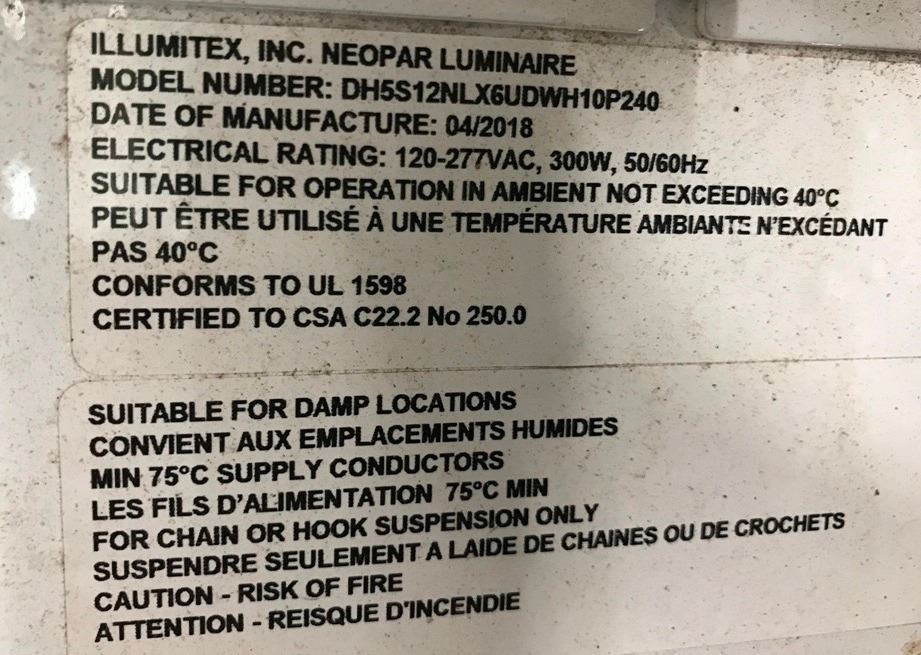 ILLUMITEX, INC. NEOPAR LUMINAIRE
MODEL NUMBER: DH5S12NLX6UDWH10P240
DATE OF MANUFACTURE: 04/2018
ELECTRICAL RATING: 120-277VAC, 300W, 50/60Hz
SUITABLE FOR OPERATION IN AMBIENT NOT EXCEEDING 40°C
PEUT ÊTRE UTILISÉ À UNE TEMPÉRATURE AMBIANTE N'EXCÉDANT
PAS 40°C
CONFORMS TO UL 1598
CERTIFIED TO CSA C22.2 No 250.0
SUITABLE FOR DAMP LOCATIONS
CONVIENT AUX EMPLACEMENTS HUMIDES
MIN 75°C SUPPLY CONDUCTORS
LES FILS D'ALIMENTATION 75°C MIN
FOR CHAIN OR HOOK SUSPENSION ONLY
SUSPENDRE SEULEMENT A LAIDE DE CHAINES OU DE CROCHETS
CAUTION - RISK OF FIRE
ATTENTION - REISQUE D'INCENDIE